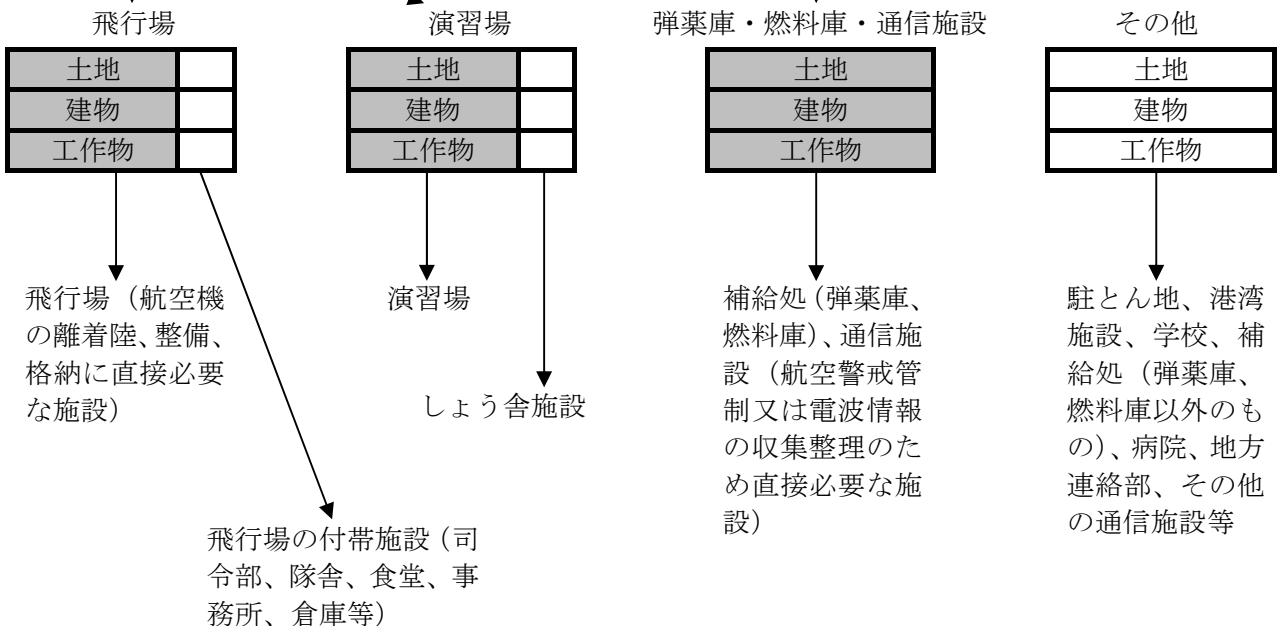 飛行場
演習場
弾薬庫・燃料庫・通信施設
その他
土地
建物
工作物
土地
建物
工作物
土地
建物
工作物
土地
建物
工作物
飛行場（航空機
の離着陸、整備、
格納に直接必要
な施設）
演習場
しょう舎施設
補給処（弾薬庫、
燃料庫）、通信施
設（航空警戒管
制又は電波情報
の収集整理のた
め直接必要な施
設）
駐とん地、港湾
施設、学校、補
給処（弾薬庫、
燃料庫以外のも
の）、病院、地方
連絡部、その他
の通信施設等
飛行場の付帯施設（司
令部、隊舎、食堂、事
務所、倉庫等）